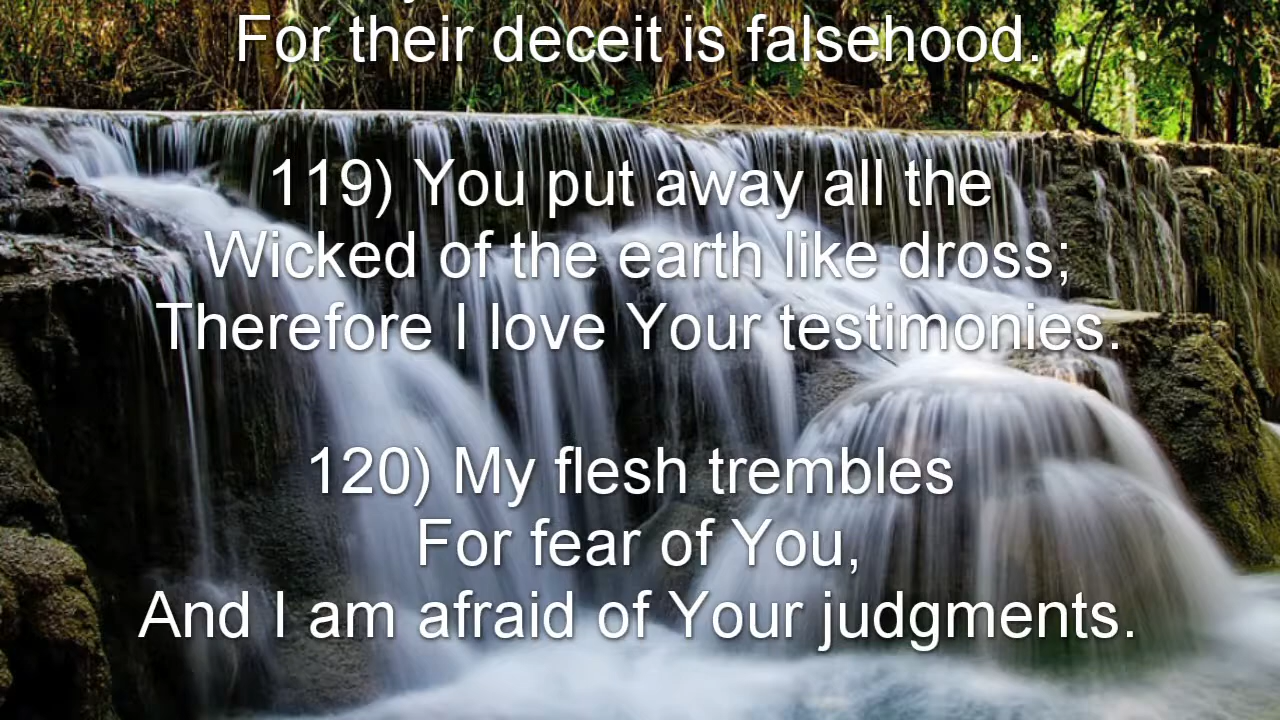 For their deceit is falsehood.
119) You put away all the
Wicked of the earth like dross;
Therefore I love Your testimonies.
120) My flesh trembles
For fear of You,
And I am afraid of Your judgments.